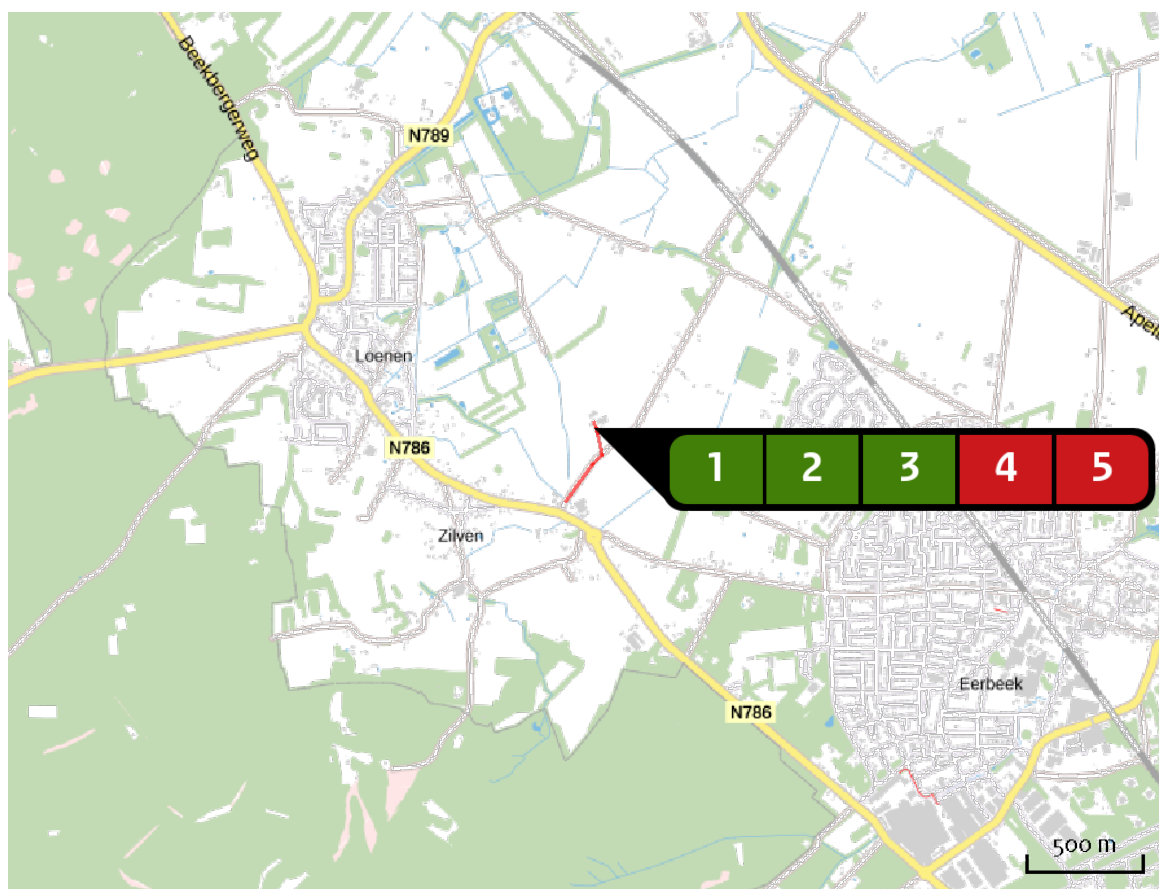 Beekbergerweg
N789
Apel
Loenen
N786
1 2 3 4 5
Zilven
Eerbeek
N786
500 m